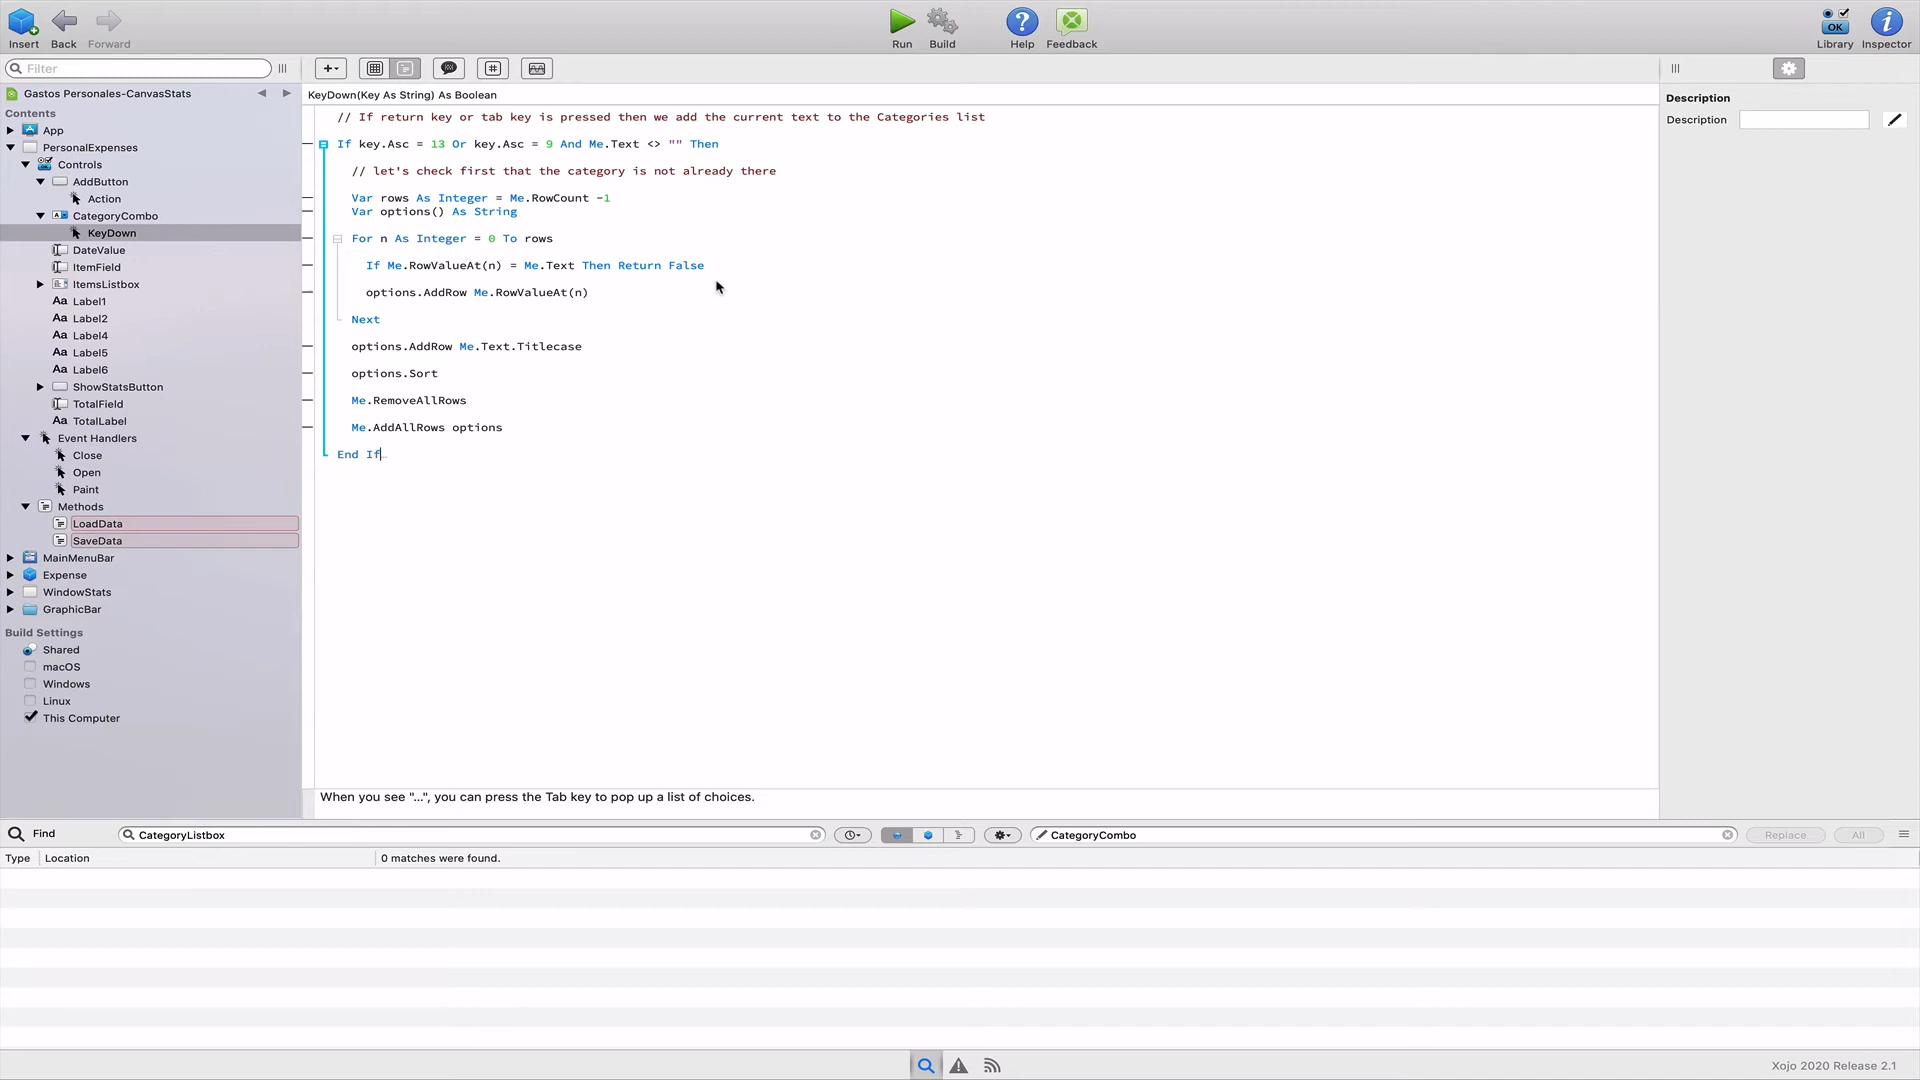 Insert
Back
Forward
Run
Build
Help
Feedback
OK
Library
Inspector
Filter
Gastos Personales-CanvasStats
Contents
App
PersonalExpenses
Controls
AddButton
Action
CategoryCombo
KeyDown
DateValue
ItemField
ItemsListbox
Aa Label1
Aa Label2
Aa Label4
Aa Label5
Aa Label6
ShowStatsButton
TotalField
Aa TotalLabel
Event Handlers
Close
Open
Paint
Methods
LoadData
SaveData
MainMenuBar
Expense
WindowStats
GraphicBar
Build Settings
Shared
macOS
Windows
Linux
This Computer
KeyDown(Key As String) As Boolean
// If return key or tab key is pressed then we add the current text to the Categories list
If key.Asc = 13 Or key.Asc = 9 And Me.Text <> "" Then
// let's check first that the category is not already there
Var rows As Integer = Me.RowCount -1
Var options() As String
For n As Integer = 0 To rows
If Me.RowValueAt(n) = Me.Text Then Return False
options.AddRow Me.RowValueAt(n)
Next
options.AddRow Me.Text.Titlecase
options.Sort
Me.RemoveAllRows
Me.AddAllRows options
End If…
When you see "...", you can press the Tab key to pop up a list of choices.
Description
Description
Find
CategoryListbox
CategoryCombo
Replace
All
Type
Location
0 matches were found.
Xojo 2020 Release 2.1